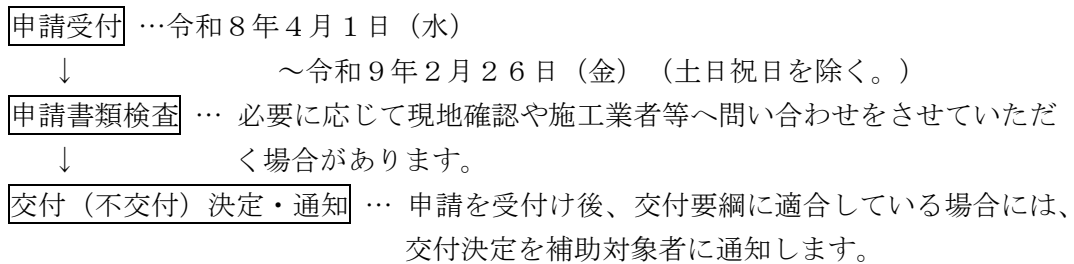 申請受付 …令和８年４月１日（水）
↓ ～令和９年２月２６日（金）（土日祝日を除く。）
申請書類検査 … 必要に応じて現地確認や施工業者等へ問い合わせをさせていただ
↓ く場合があります。
交付（不交付）決定・通知 … 申請を受付け後、交付要綱に適合している場合には、
交付決定を補助対象者に通知します。